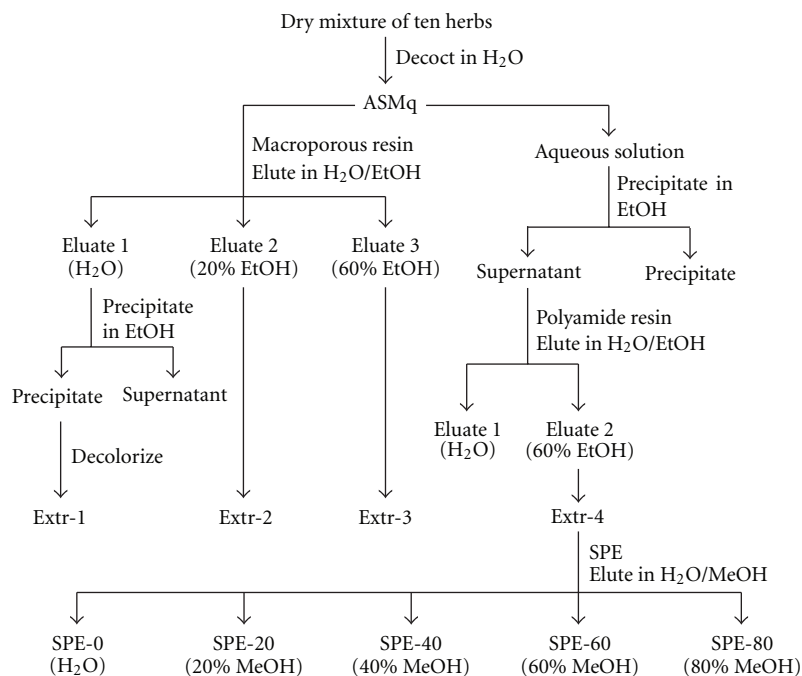 Dry mixture of ten herbs
Decoct in H₂O
ASMq
Macroporous resin
Elute in H₂O/EtOH
Aqueous solution
Precipitate in
EtOH
Eluate 1
(H₂O)
Eluate 2
(20% EtOH)
Eluate 3
(60% EtOH)
Supernatant
Precipitate
Precipitate
in EtOH
Polyamide resin
Elute in H₂O/EtOH
Precipitate
Supernatant
Eluate 1
(H₂O)
Eluate 2
(60% EtOH)
Decolorize
Extr-1
Extr-2
Extr-3
Extr-4
SPE
Elute in H₂O/MeOH
SPE-0
(H₂O)
SPE-20
(20% MeOH)
SPE-40
(40% MeOH)
SPE-60
(60% MeOH)
SPE-80
(80% MeOH)